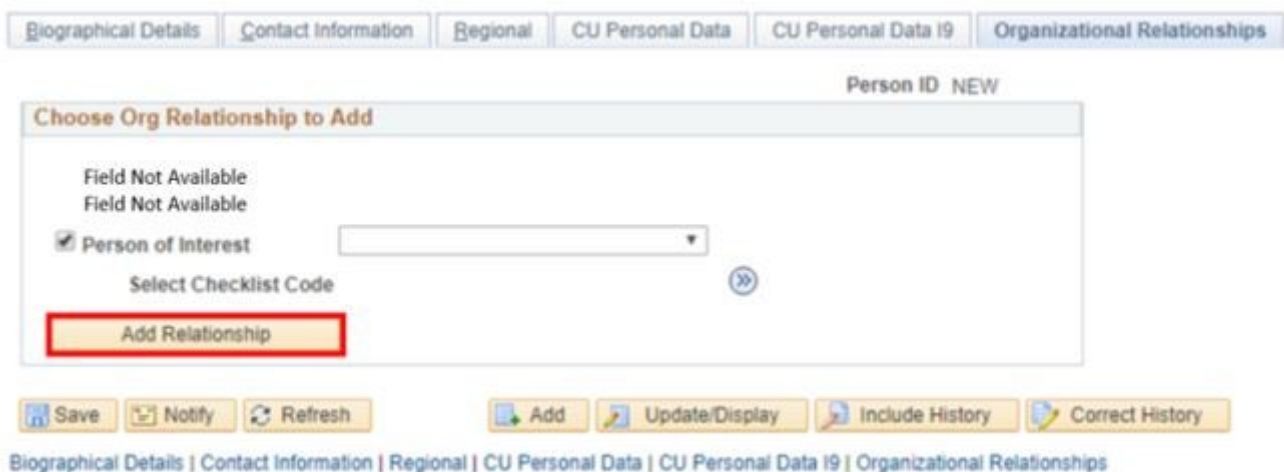 Biographical Details Contact Information Regional CU Personal Data CU Personal Data I9 Organizational Relationships
Person ID NEW
Choose Org Relationship to Add
Field Not Available
Field Not Available
Person of Interest
Select Checklist Code
Add Relationship
Save Notify Refresh Add Update/Display Include History Correct History
Biographical Details | Contact Information | Regional | CU Personal Data | CU Personal Data I9 | Organizational Relationships